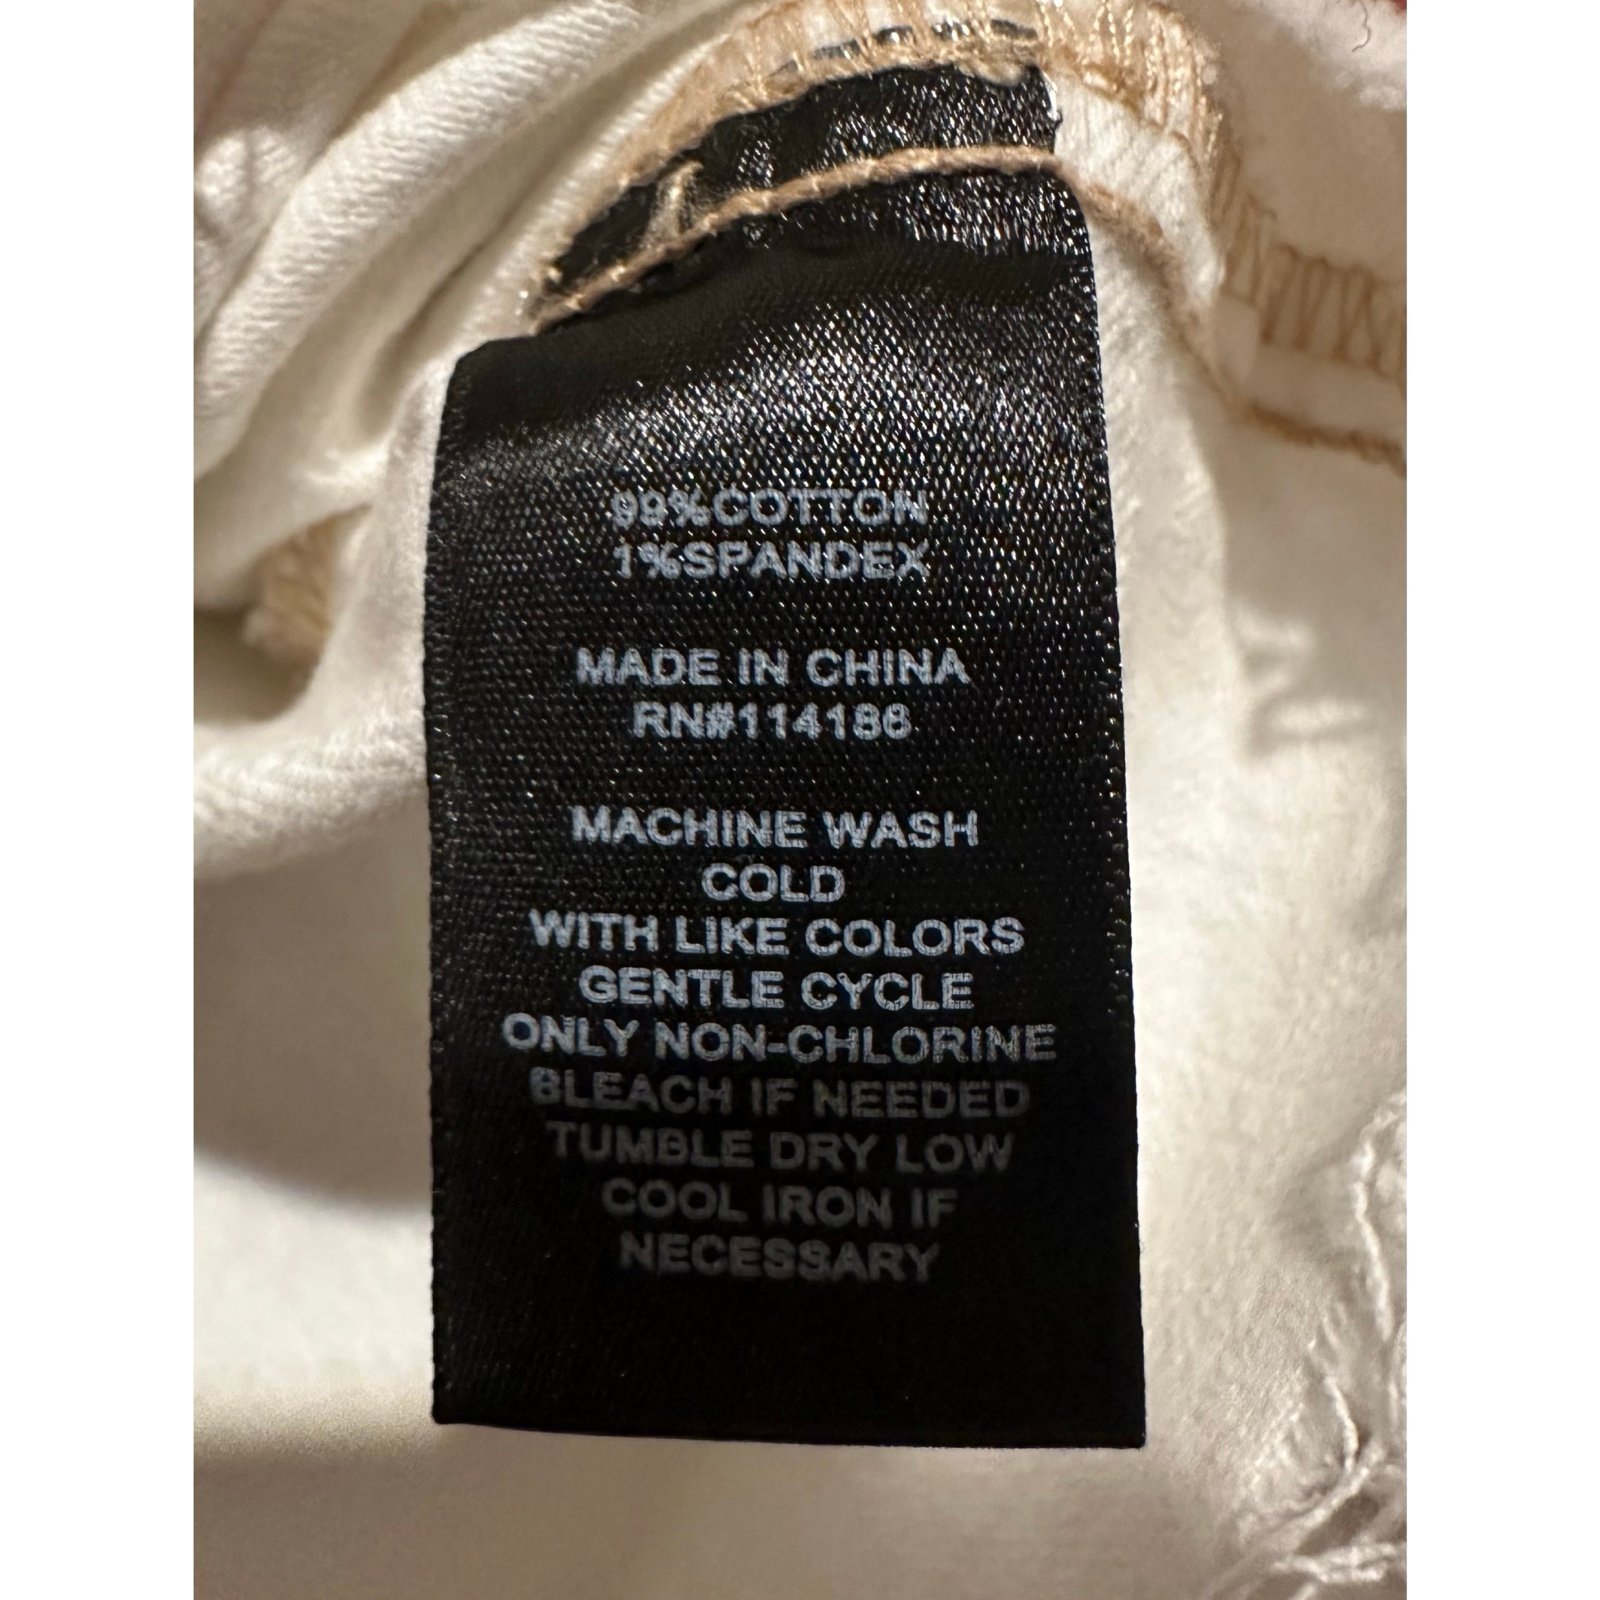 99%COTTON
1%SPANDEX
MADE IN CHINA
RN#114186
MACHINE WASH
COLD
WITH LIKE COLORS
GENTLE CYCLE
ONLY NON-CHLORINE
BLEACH IF NEEDED
TUMBLE DRY LOW
COOL IRON IF
NECESSARY